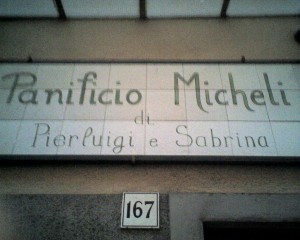 Panificio Micheli
di
Pierluigi e Sabrina
167